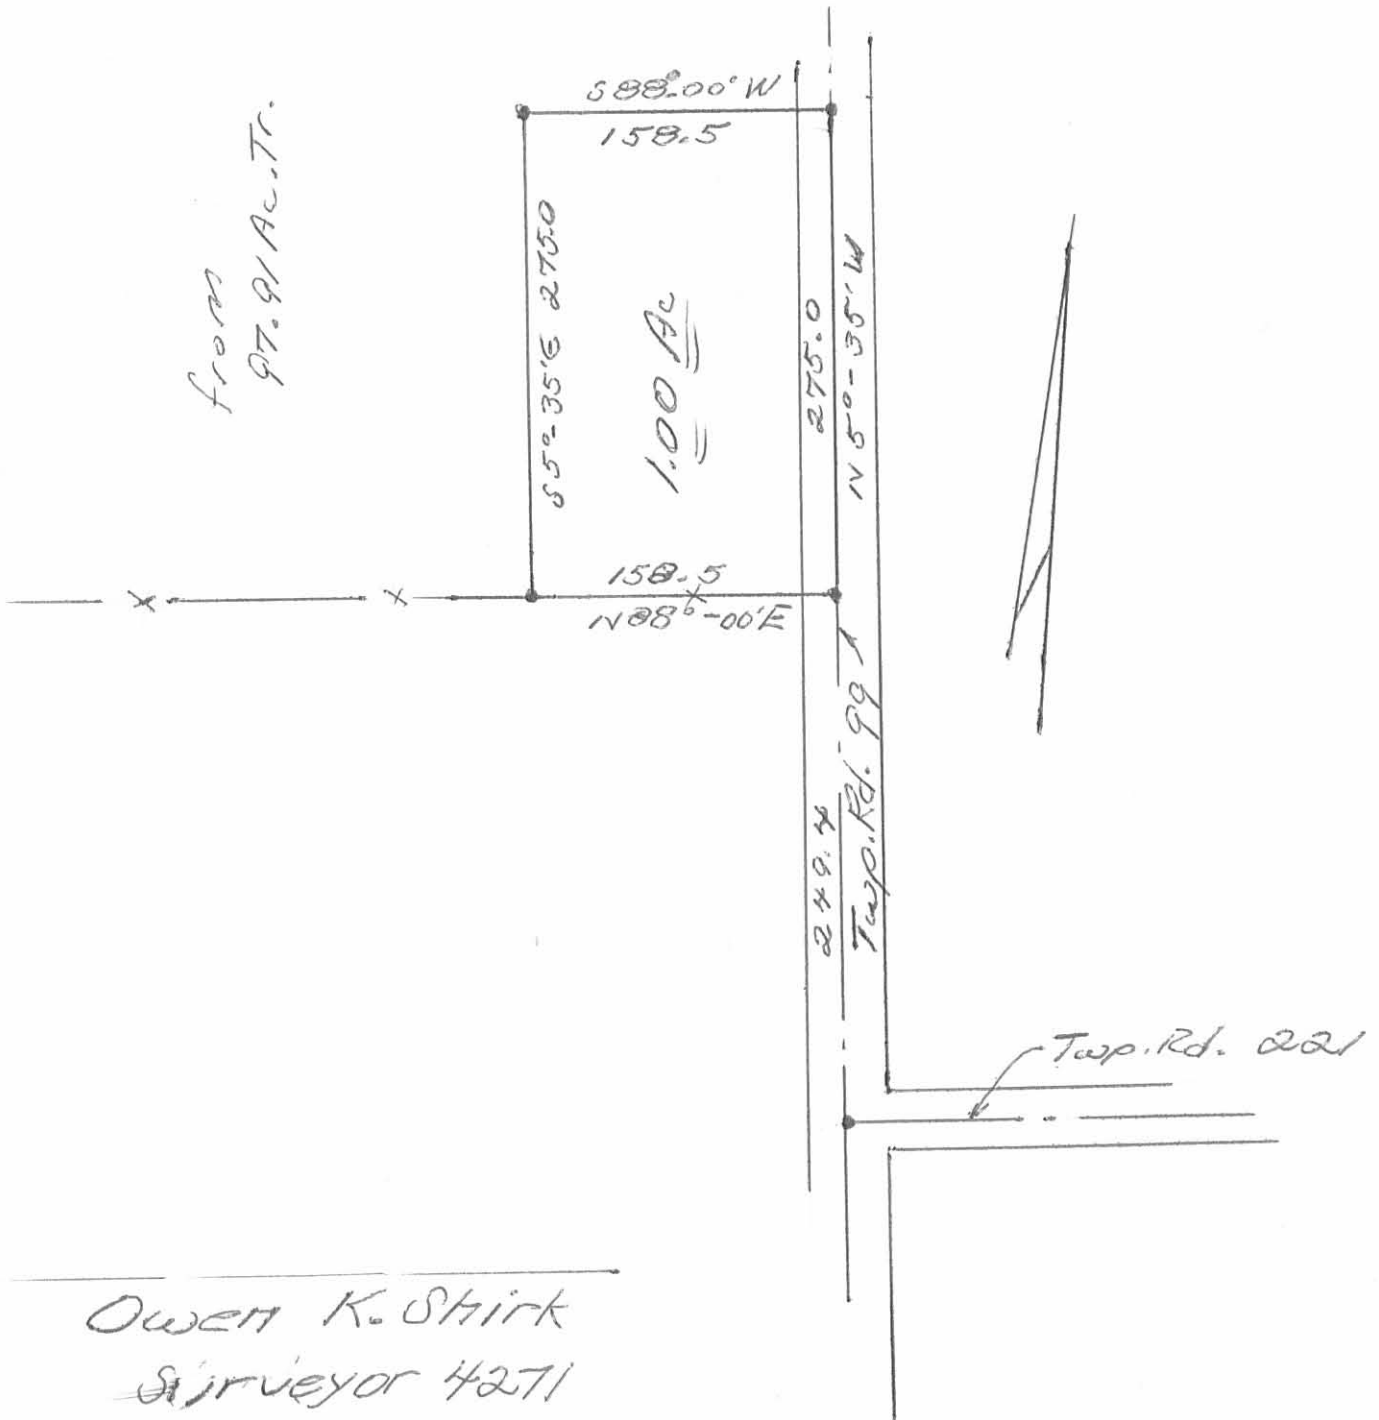 S 88°-00' W
158.5
from
97.91 Ac. Tr.
S 5°-35' E 275.0
1.00 Ac
275.0
N 5°-35' W
158.5
N 88°-00' E
Twp. Rd. 99
249.4
Twp. Rd. 221
Owen K. Shirk
Surveyor 4271